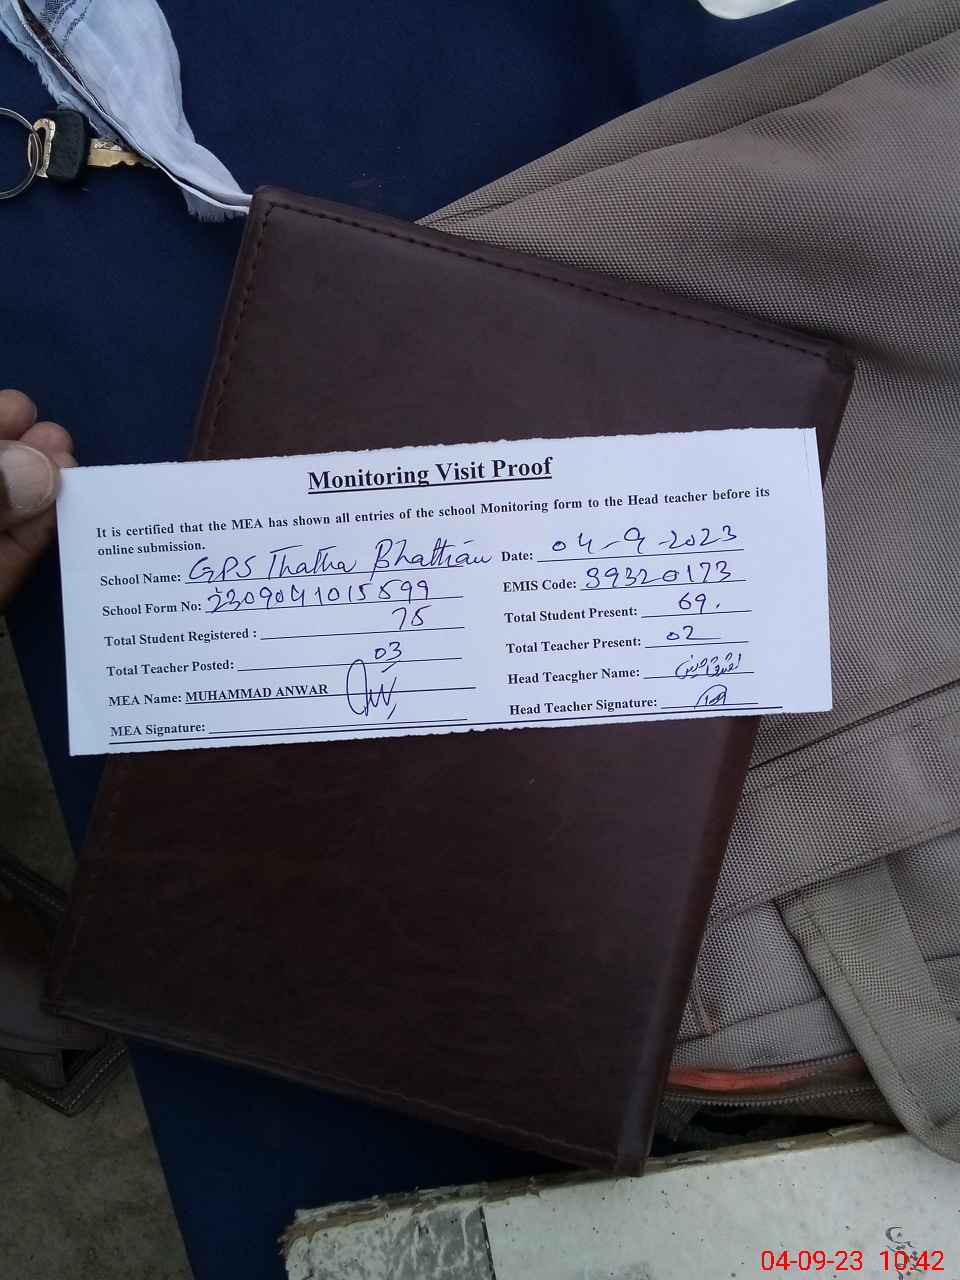 Monitoring Visit Proof
It is certified that the MEA has shown all entries of the school Monitoring form to the Head teacher before its
online submission.
School Name: GPS Thatha Bhattian Date: 04-9-2023
School Form No: 2309041015899 EMIS Code: 39320173
Total Student Registered : 75 Total Student Present: 69.
Total Teacher Posted: 03 Total Teacher Present: 02
MEA Name: MUHAMMAD ANWAR Head Teacgher Name:
MEA Signature: Head Teacher Signature:
04-09-23 10:42